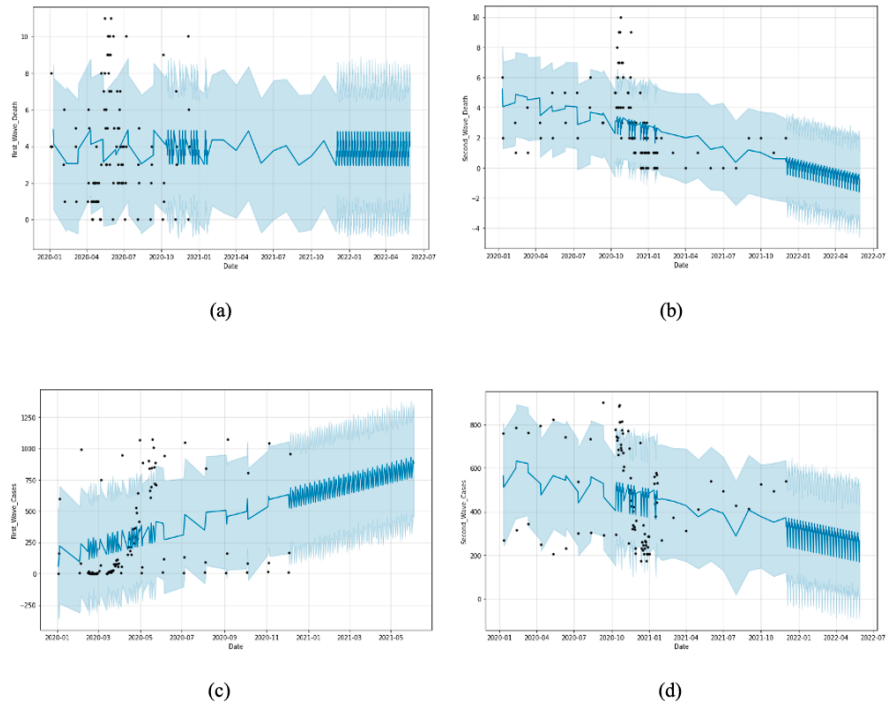 10
8
6
4
2
0
First_Wave_Death
2020-01 2020-04 2020-07 2020-10 2021-01 2021-04 2021-07 2021-10 2022-01 2022-04 2022-07
Date
(a)
10
8
6
4
2
0
−2
−4
Second_Wave_Death
2020-01 2020-04 2020-07 2020-10 2021-01 2021-04 2021-07 2021-10 2022-01 2022-04 2022-07
Date
(b)
1250
1000
750
500
250
0
−250
First_Wave_Cases
2020-01 2020-03 2020-05 2020-07 2020-09 2020-11 2021-01 2021-03 2021-05
Date
(c)
800
600
400
200
0
Second_Wave_Cases
2020-01 2020-04 2020-07 2020-10 2021-01 2021-04 2021-07 2021-10 2022-01 2022-04 2022-07
Date
(d)